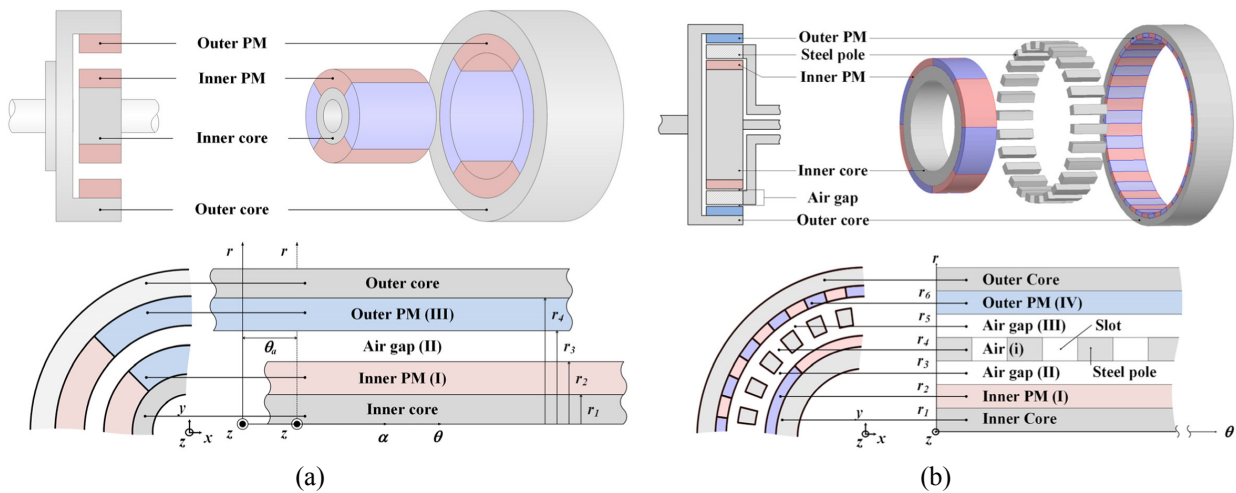 Outer PM
Inner PM
Inner core
Outer core
r r
Outer core
Outer PM (III)
r4
Air gap (II)
r3
θa
Inner PM (I)
r2
Inner core
r1
y
x
z
z z
α θ
(a)
Outer PM
Steel pole
Inner PM
Inner core
Air gap
Outer core
r
Outer Core
r6
Outer PM (IV)
r5
Air gap (III)
Slot
r4
Air (i)
r3
Air gap (II)
Steel pole
r2
Inner PM (I)
r1
Inner Core
y
x
z
z
θ
(b)